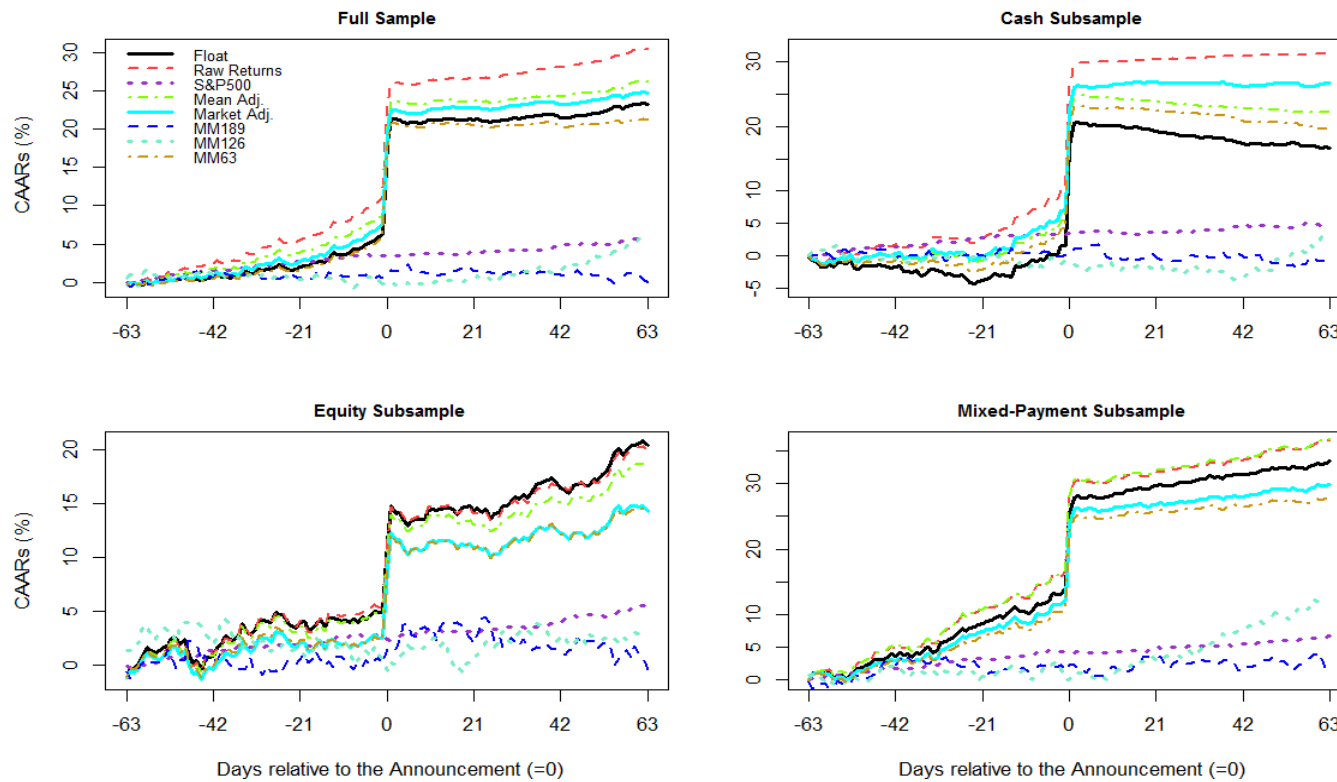 Full Sample
CAARs (%)
30
25
20
15
10
5
0
Float
Raw Returns
S&P500
Mean Adj.
Market Adj.
MM189
MM126
MM63
-63 -42 -21 0 21 42 63
Cash Subsample
30
20
10
5
0
-5
-63 -42 -21 0 21 42 63
Equity Subsample
CAARs (%)
20
15
10
5
0
-63 -42 -21 0 21 42 63
Days relative to the Announcement (=0)
Mixed-Payment Subsample
30
20
10
5
0
-63 -42 -21 0 21 42 63
Days relative to the Announcement (=0)